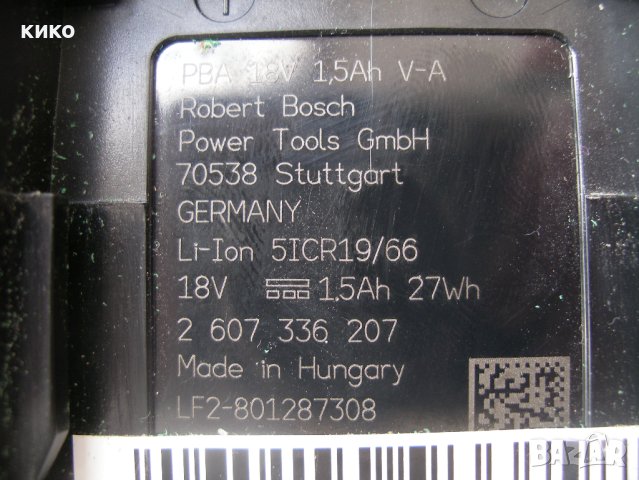 КИКО
PBA 18V 1,5Ah V-A
Robert Bosch
Power Tools GmbH
70538 Stuttgart
GERMANY
Li-Ion 5ICR19/66
18V 1.5Ah 27Wh
2 607 336 207
Made in Hungary
LF2-801287308
BAZAR